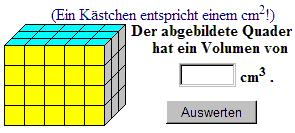 (Ein Kästchen entspricht einem cm²!)
Der abgebildete Quader
hat ein Volumen von
cm³ .
Auswerten